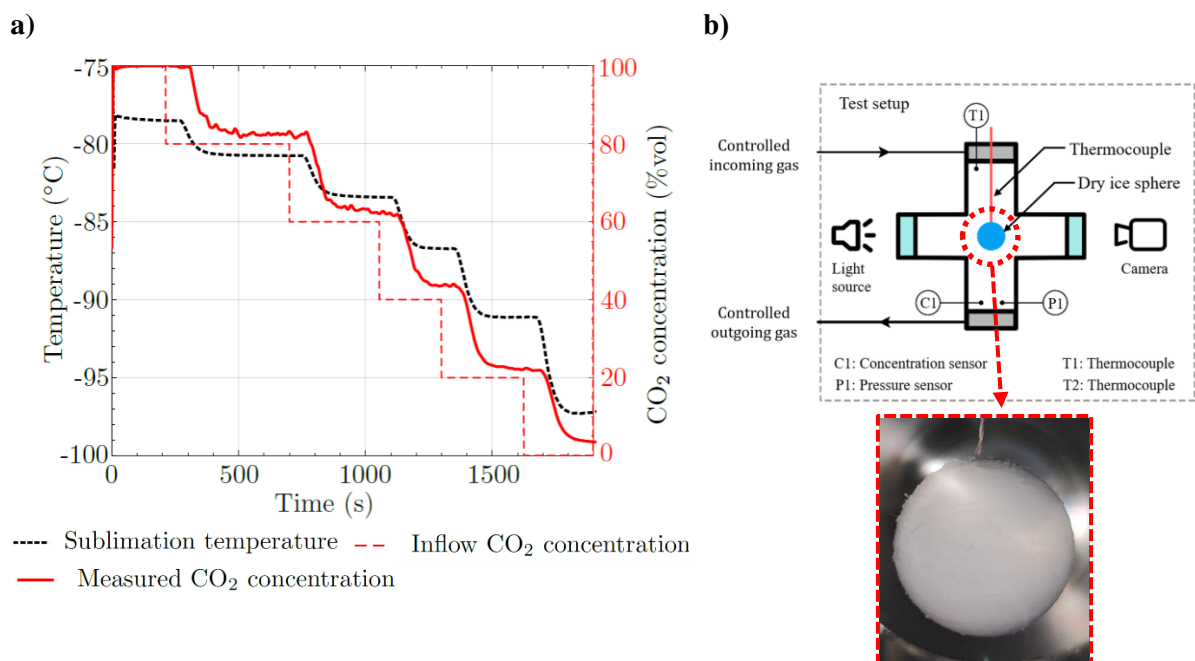 a)
Temperature (°C)
-75
-80
-85
-90
-95
-100
0
500
1000
1500
Time (s)
100
80
60
40
20
0
CO₂ concentration (%vol)
Sublimation temperature
Inflow CO₂ concentration
Measured CO₂ concentration
b)
Test setup
T1
Controlled
incoming gas
Thermocouple
Dry ice sphere
Light
source
Camera
C1
P1
Controlled
outgoing gas
C1: Concentration sensor
T1: Thermocouple
P1: Pressure sensor
T2: Thermocouple